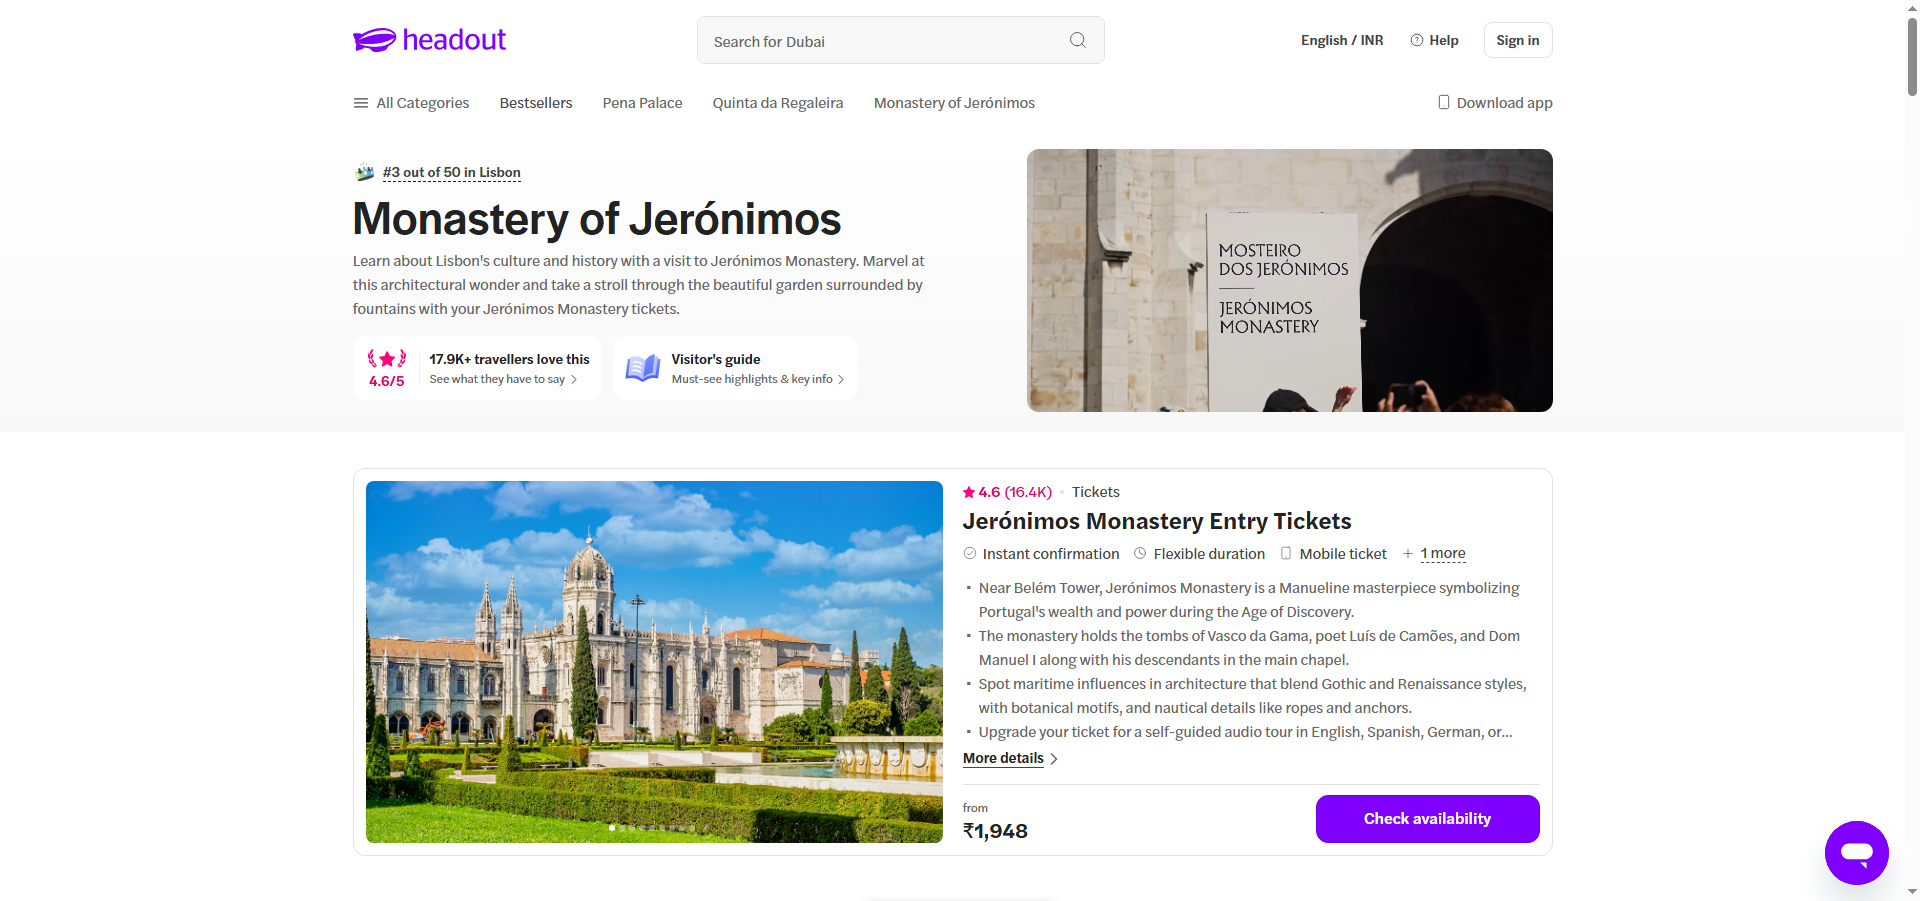 headout
Search for Dubai
English / INR
Help
Sign in
All Categories
Bestsellers
Pena Palace
Quinta da Regaleira
Monastery of Jerónimos
Download app
#3 out of 50 in Lisbon
Monastery of Jerónimos
Learn about Lisbon's culture and history with a visit to Jerónimos Monastery. Marvel at
this architectural wonder and take a stroll through the beautiful garden surrounded by
fountains with your Jerónimos Monastery tickets.
4.6/5
17.9K+ travellers love this
See what they have to say
Visitor's guide
Must-see highlights & key info
MOSTEIRO
DOS JERÓNIMOS
JERÓNIMOS
MONASTERY
4.6 (16.4K) Tickets
Jerónimos Monastery Entry Tickets
Instant confirmation Flexible duration Mobile ticket + 1 more
· Near Belém Tower, Jerónimos Monastery is a Manueline masterpiece symbolizing
Portugal's wealth and power during the Age of Discovery.
· The monastery holds the tombs of Vasco da Gama, poet Luís de Camões, and Dom
Manuel I along with his descendants in the main chapel.
· Spot maritime influences in architecture that blend Gothic and Renaissance styles,
with botanical motifs, and nautical details like ropes and anchors.
· Upgrade your ticket for a self-guided audio tour in English, Spanish, German, or...
More details
from
₹1,948
Check availability